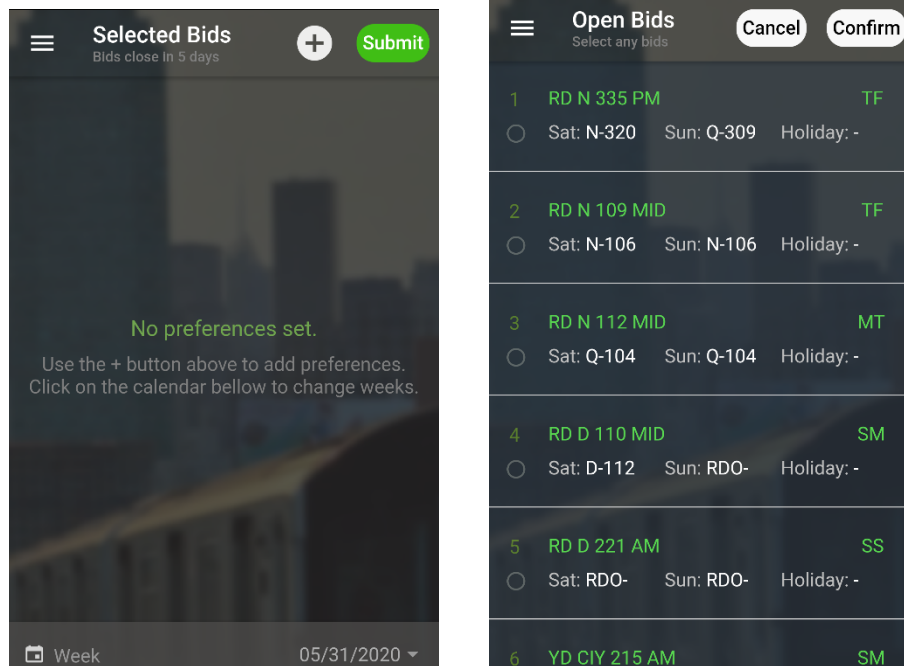 Selected Bids
Bids close In 5 days
Submit
No preferences set.
Use the + button above to add preferences.
Click on the calendar bellow to change weeks.
Week 05/31/2020
Open Bids
Select any bids
Cancel Confirm
1 RD N 335 PM TF
Sat: N-320 Sun: Q-309 Holiday: -
2 RD N 109 MID TF
Sat: N-106 Sun: N-106 Holiday: -
3 RD N 112 MID MT
Sat: Q-104 Sun: Q-104 Holiday: -
4 RD D 110 MID SM
Sat: D-112 Sun: RDO- Holiday: -
5 RD D 221 AM SS
Sat: RDO- Sun: RDO- Holiday: -
6 YD CIY 215 AM SM